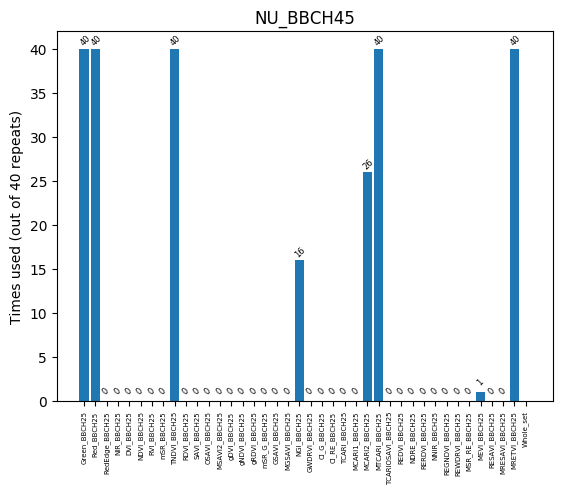 NU_BBCH45
Times used (out of 40 repeats)
40
35
30
25
20
15
10
5
0
40 40 0 0 0 0 0 0 40 0 0 0 0 0 0 0 0 0 0 16 0 0 0 0 0 26 40 0 0 0 0 0 0 0 0 1 0 0 40
Green_BBCH25
Red_BBCH25
RedEdge_BBCH25
NIR_BBCH25
DVI_BBCH25
NDVI_BBCH25
RVI_BBCH25
mSR_BBCH25
TNDVI_BBCH25
RDVI_BBCH25
SAVI_BBCH25
OSAVI_BBCH25
MSAVI2_BBCH25
gDVI_BBCH25
gNDVI_BBCH25
gRDVI_BBCH25
mSR_G_BBCH25
GSAVI_BBCH25
MGSAVI_BBCH25
NGI_BBCH25
GWDRVI_BBCH25
CI_G_BBCH25
CI_RE_BBCH25
TCARI_BBCH25
MCARI1_BBCH25
MCARI2_BBCH25
MTCARI_BBCH25
TCARIOSAVI_BBCH25
REDVI_BBCH25
RENDVI_BBCH25
RERDVI_BBCH25
NNIR_BBCH25
REGNDVI_BBCH25
REWDRVI_BBCH25
MSR_RE_BBCH25
MEVI_BBCH25
RESAVI_BBCH25
MRESAVI_BBCH25
MRETVI_BBCH25
Whole_set